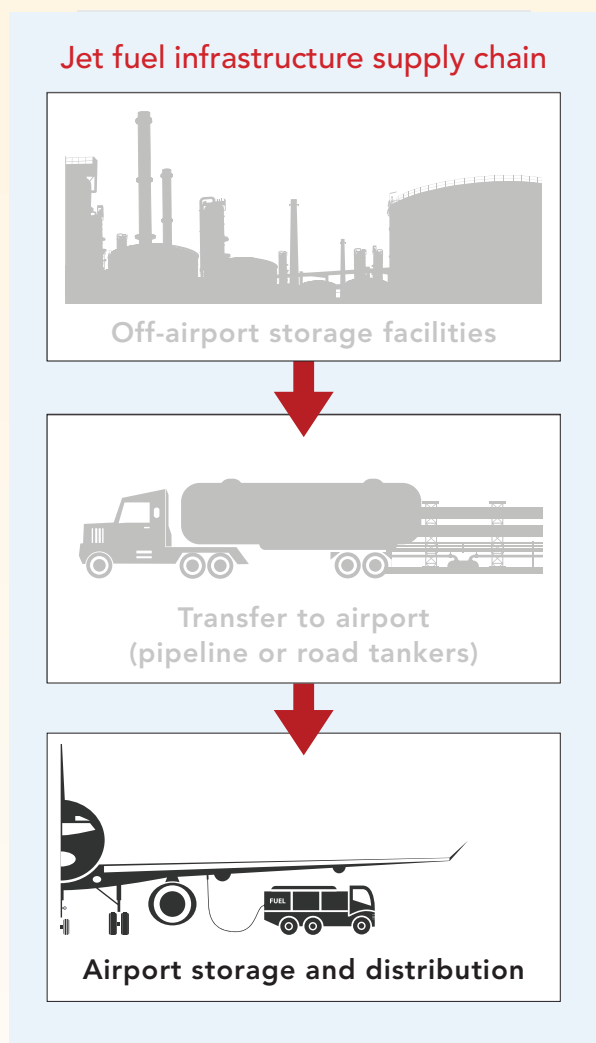 Jet fuel infrastructure supply chain
Off-airport storage facilities
Transfer to airport
(pipeline or road tankers)
FUEL
Airport storage and distribution